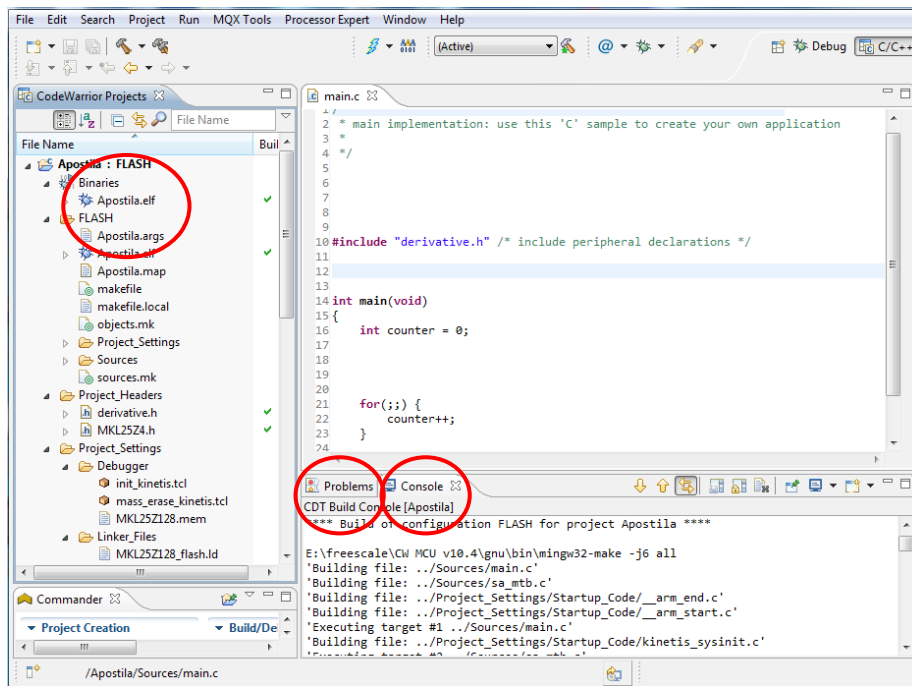 File Edit Search Project Run MQX Tools Processor Expert Window Help
(Active)
Debug
C/C++
CodeWarrior Projects
File Name
File Name Buil
Apostila : FLASH
Binaries
Apostila.elf
FLASH
Apostila.args
Apostila.elf
Apostila.map
makefile
makefile.local
objects.mk
Project_Settings
Sources
sources.mk
Project_Headers
derivative.h
MKL25Z4.h
Project_Settings
Debugger
init_kinetis.tcl
mass_erase_kinetis.tcl
MKL25Z128.mem
Linker_Files
MKL25Z128_flash.ld
Commander
Project Creation
Build/De
main.c
1 /
2 * main implementation: use this 'C' sample to create your own application
3 *
4 */
5
6
7
8
9
10 #include "derivative.h" /* include peripheral declarations */
11
12
13
14 int main(void)
15 {
16 int counter = 0;
17
18
19
20
21 for(;;) {
22 counter++;
23 }
24
Problems
Console
CDT Build Console [Apostila]
**** Build of configuration FLASH for project Apostila ****
E:\freescale\CW MCU v10.4\gnu\bin\mingw32-make -j6 all
'Building file: ../Sources/main.c'
'Building file: ../Sources/sa_mtb.c'
'Building file: ../Project_Settings/Startup_Code/__arm_end.c'
'Building file: ../Project_Settings/Startup_Code/__arm_start.c'
'Executing target #1 ../Sources/main.c'
'Building file: ../Project_Settings/Startup_Code/kinetis_sysinit.c'
'Executing target #2 ../Sources/sa_mtb.c'
/Apostila/Sources/main.c